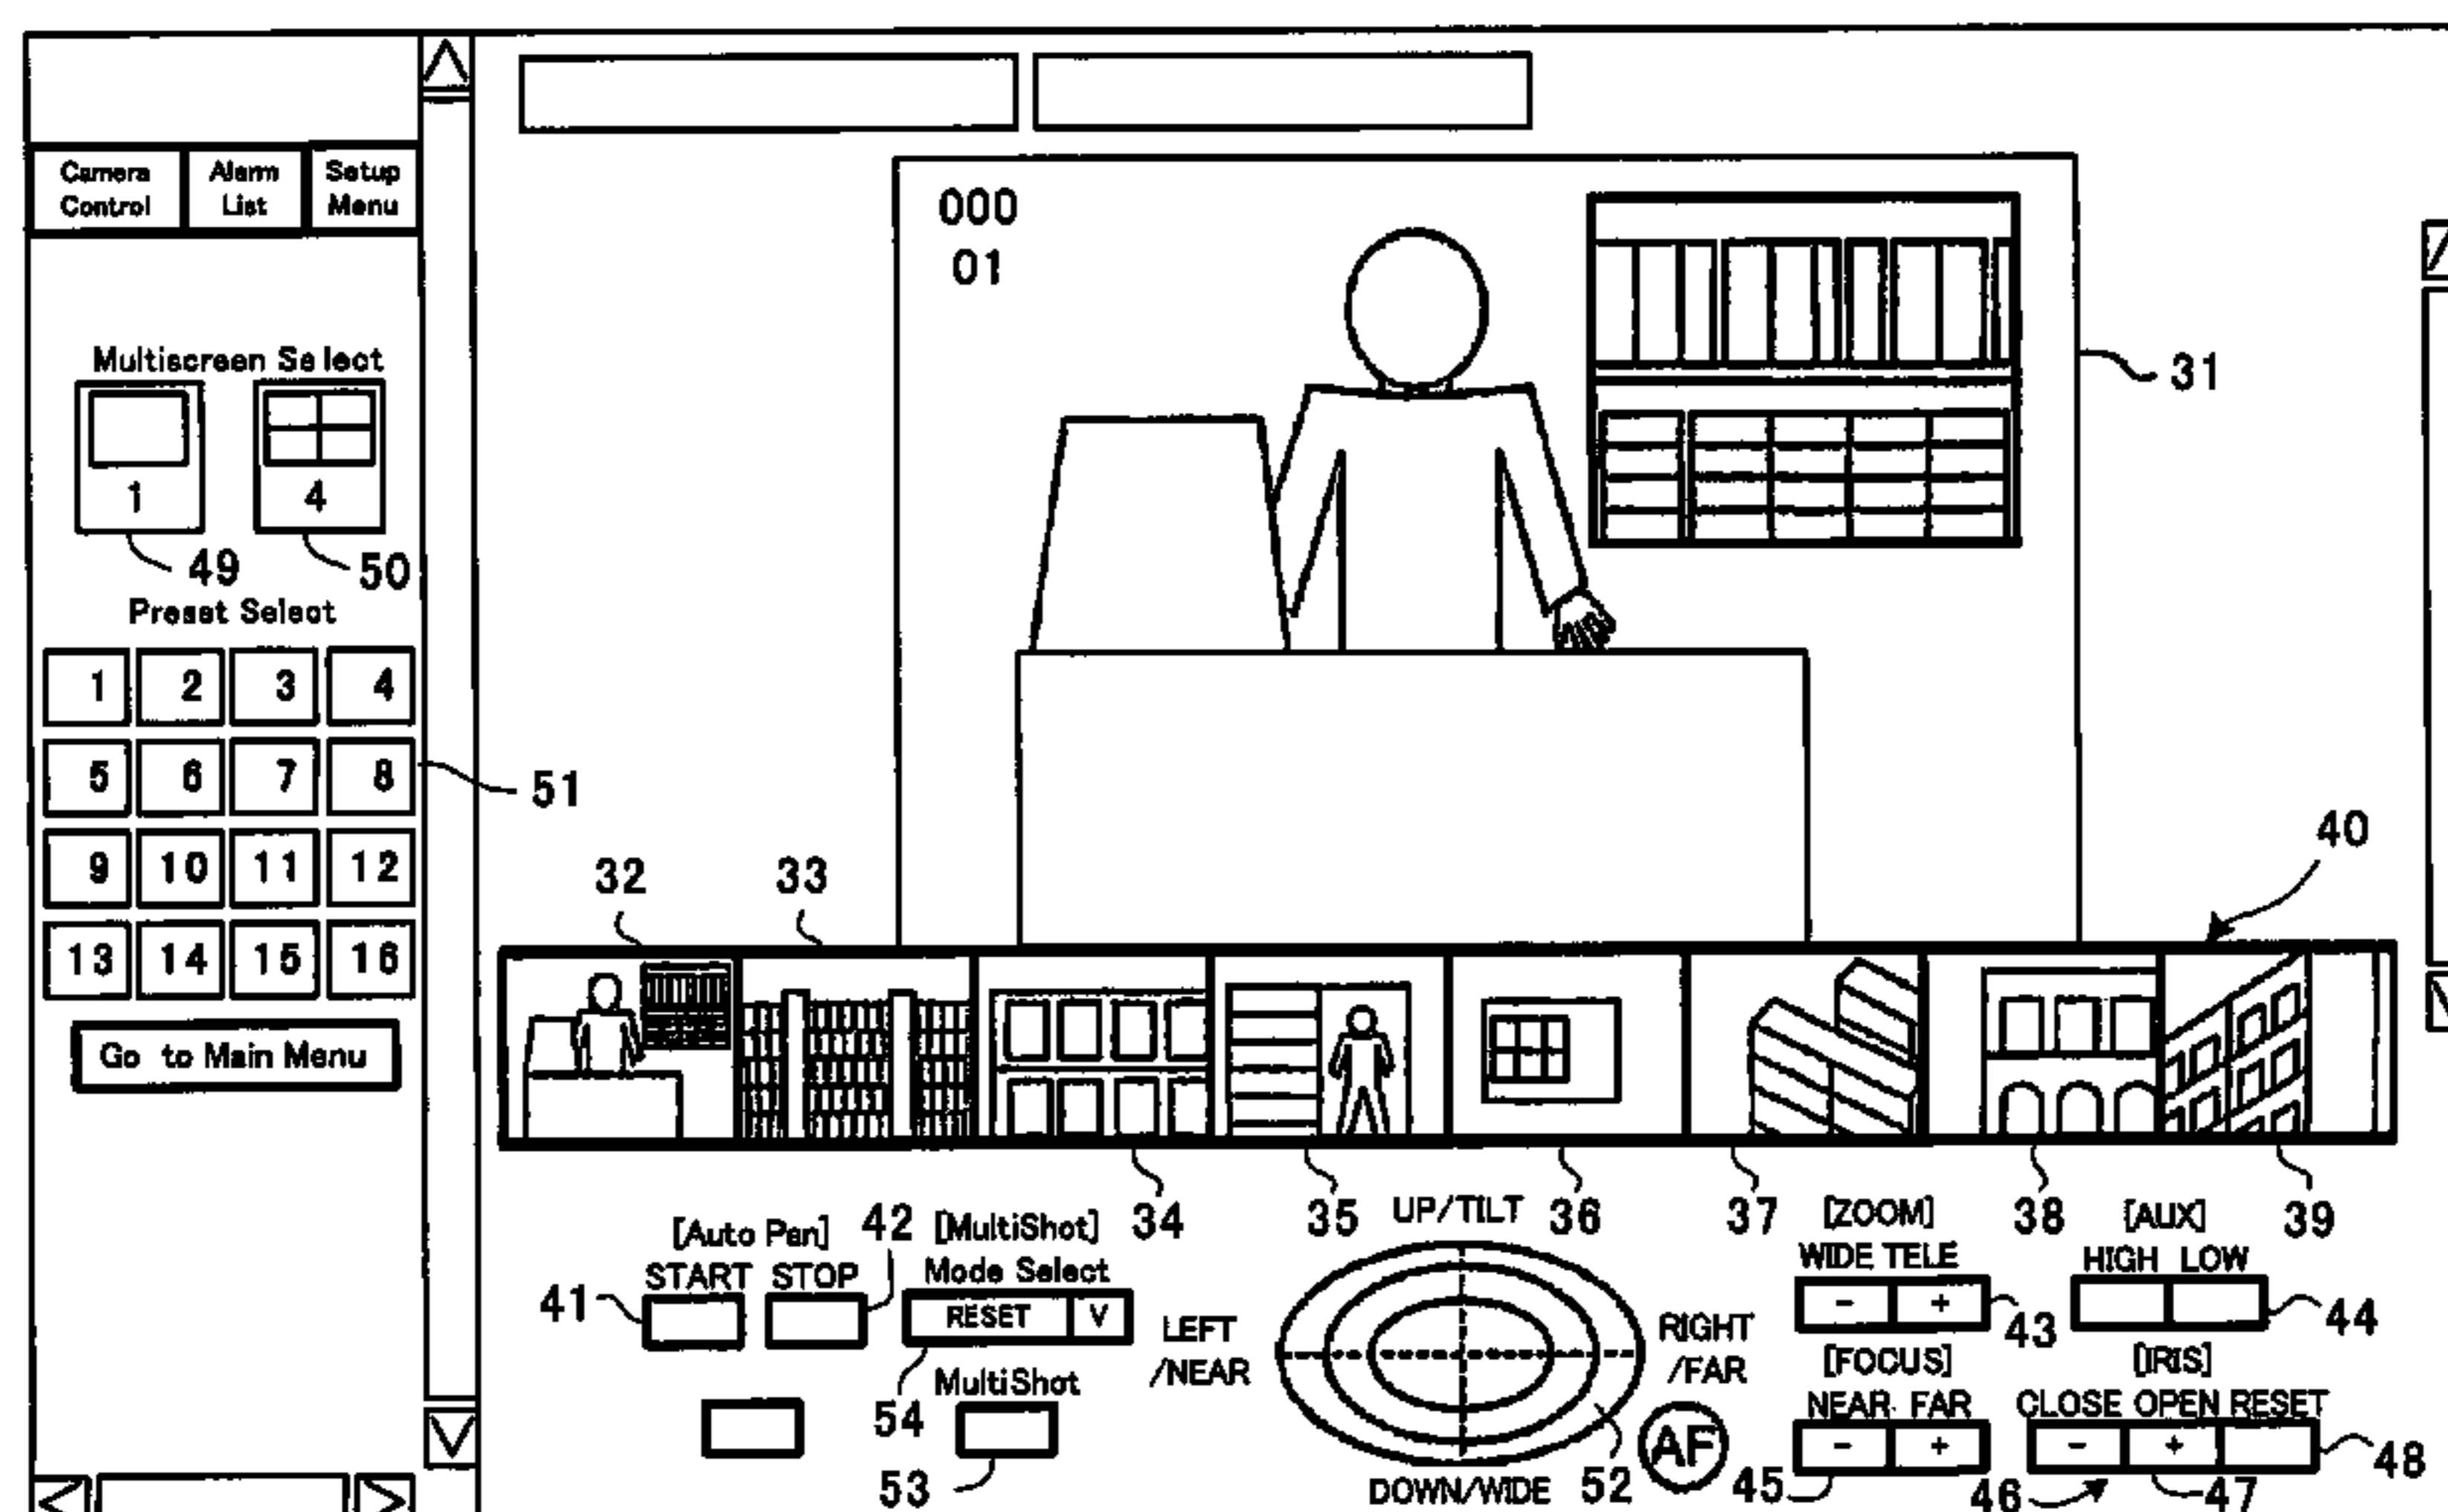 Camera Control
Alarm List
Setup Menu
Multiscreen Select
1
4
49
50
Preset Select
1 2 3 4
5 6 7 8
9 10 11 12
13 14 15 16
51
Go to Main Menu
000
01
31
40
32
33
34
35
36
37
38
39
[Auto Pan]
START STOP
41
42
[MultiShot]
Mode Select
RESET V
54
MultiShot
53
UP/TILT
LEFT
/NEAR
RIGHT
/FAR
DOWN/WIDE
52
AF
[ZOOM]
WIDE TELE
- +
43
[AUX]
HIGH LOW
44
[FOCUS]
NEAR FAR
- +
45
[IRIS]
CLOSE OPEN RESET
- +
46
47
48